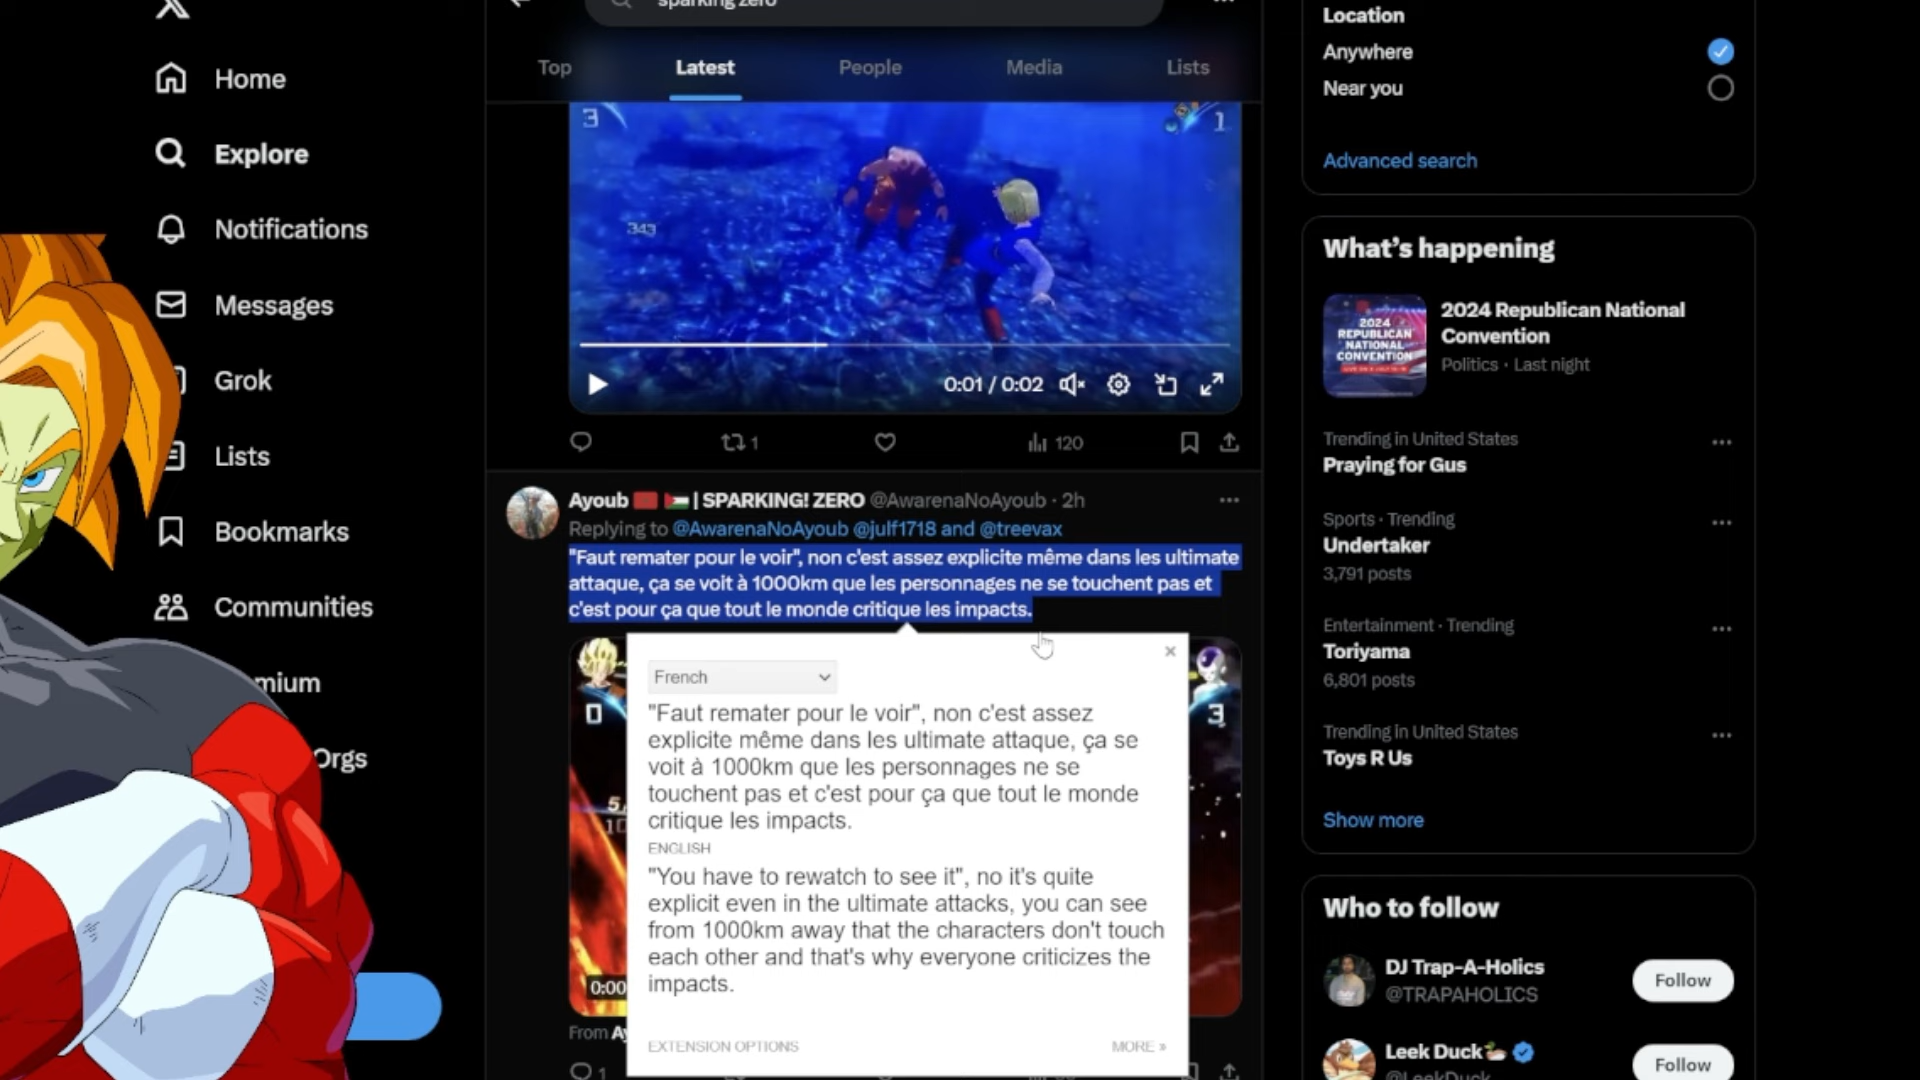 sparking zero
Top
Latest
People
Media
Lists
Home
Explore
Notifications
Messages
Grok
Lists
Bookmarks
Communities
mium
Orgs
3
1
343
0:01 / 0:02
1
120
Ayoub | SPARKING! ZERO @AwarenaNoAyoub · 2h
Replying to @AwarenaNoAyoub @julf1718 and @treevax
"Faut remater pour le voir", non c'est assez explicite même dans les ultimate
attaque, ça se voit à 1000km que les personnages ne se touchent pas et
c'est pour ça que tout le monde critique les impacts.
0
3
French
"Faut remater pour le voir", non c'est assez
explicite même dans les ultimate attaque, ça se
voit à 1000km que les personnages ne se
touchent pas et c'est pour ça que tout le monde
critique les impacts.
ENGLISH
"You have to rewatch to see it", no it's quite
explicit even in the ultimate attacks, you can see
from 1000km away that the characters don't touch
each other and that's why everyone criticizes the
impacts.
EXTENSION OPTIONS
MORE »
0:00
From Ay
1
Location
Anywhere
Near you
Advanced search
What's happening
2024
REPUBLICAN
NATIONAL
CONVENTION
2024 Republican National
Convention
Politics · Last night
Trending in United States
Praying for Gus
Sports · Trending
Undertaker
3,791 posts
Entertainment · Trending
Toriyama
6,801 posts
Trending in United States
Toys R Us
Show more
Who to follow
DJ Trap-A-Holics
@TRAPAHOLICS
Follow
Leek Duck
@LeekDuck
Follow